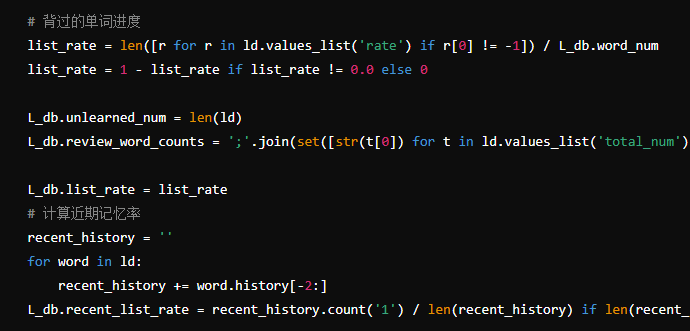 # 背过的单词进度
list_rate = len([r for r in ld.values_list('rate') if r[0] != -1]) / L_db.word_num
list_rate = 1 - list_rate if list_rate != 0.0 else 0
L_db.unlearned_num = len(ld)
L_db.review_word_counts = ';'.join(set([str(t[0]) for t in ld.values_list('total_num')
L_db.list_rate = list_rate
# 计算近期记忆率
recent_history = ''
for word in ld:
recent_history += word.history[-2:]
L_db.recent_list_rate = recent_history.count('1') / len(recent_history) if len(recent_